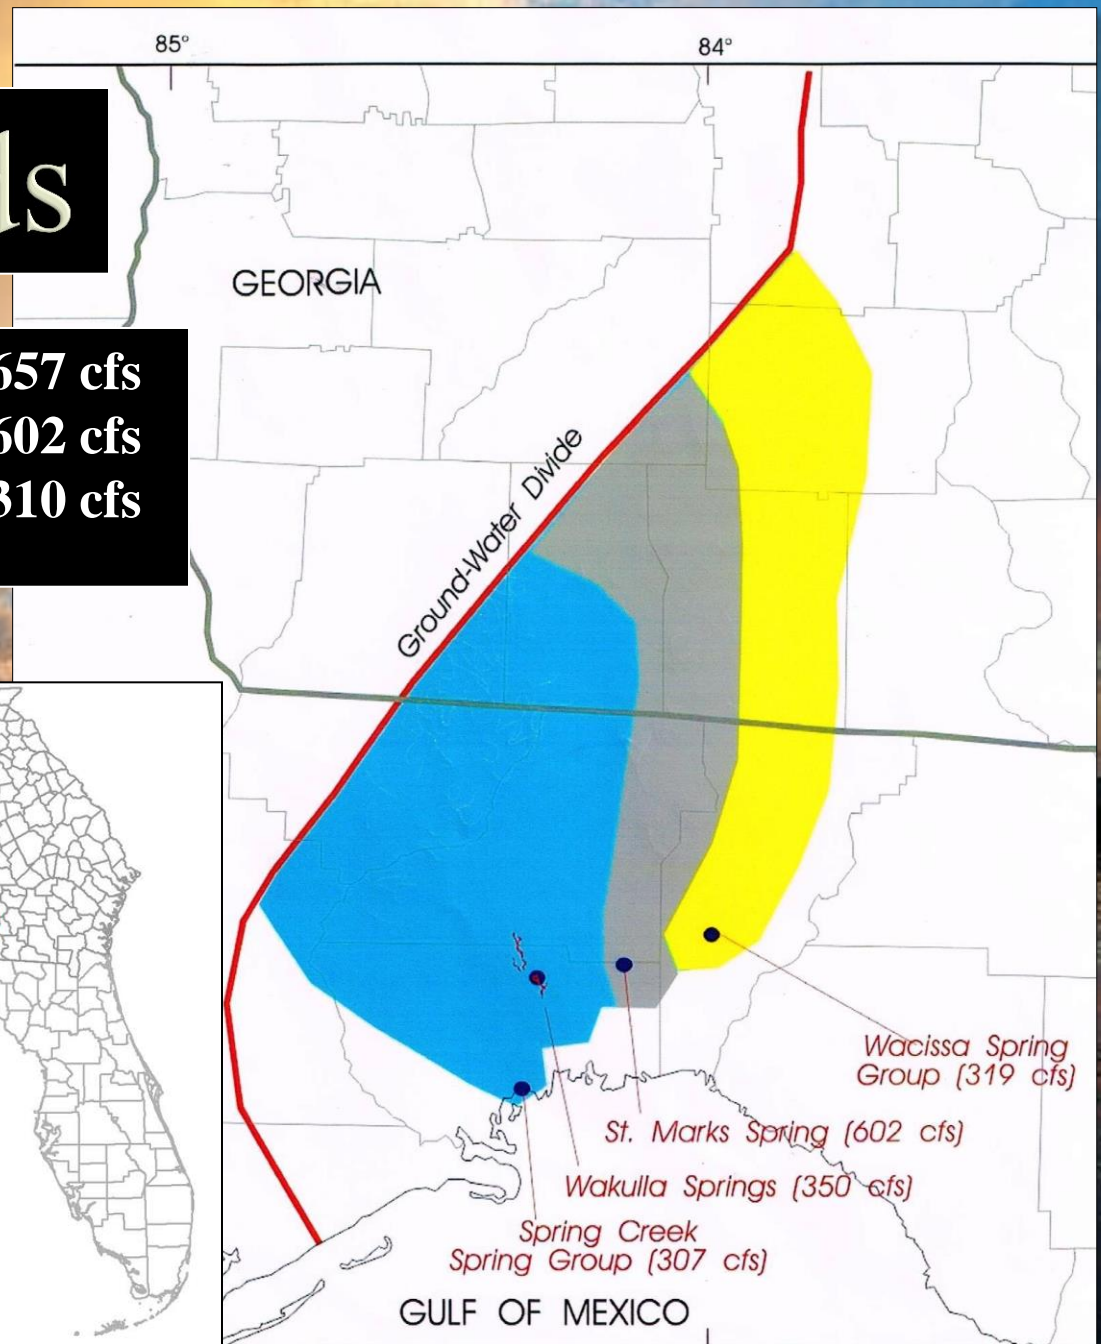 85°
84°
ds
GEORGIA
657 cfs
602 cfs
310 cfs
Ground-Water Divide
Wacissa Spring
Group (319 cfs)
St. Marks Spring (602 cfs)
Wakulla Springs (350 cfs)
Spring Creek
Spring Group (307 cfs)
GULF OF MEXICO